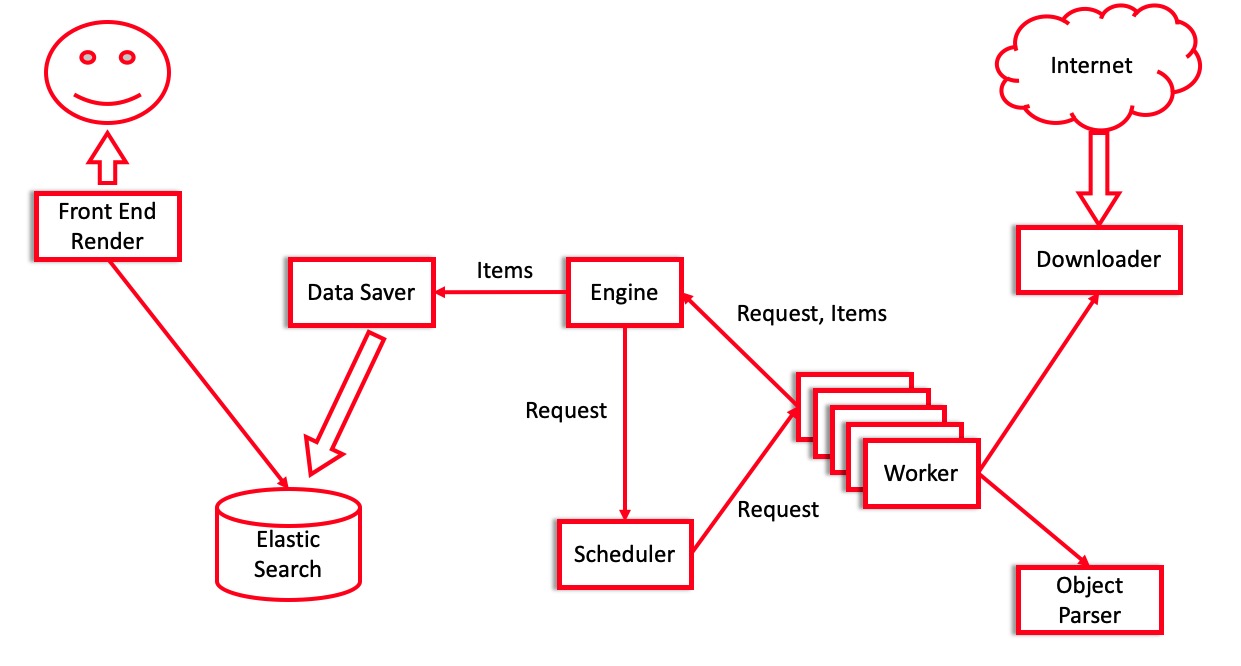 Internet
Front End
Render
Downloader
Items
Data Saver
Engine
Request, Items
Request
Worker
Request
Elastic
Search
Scheduler
Object
Parser